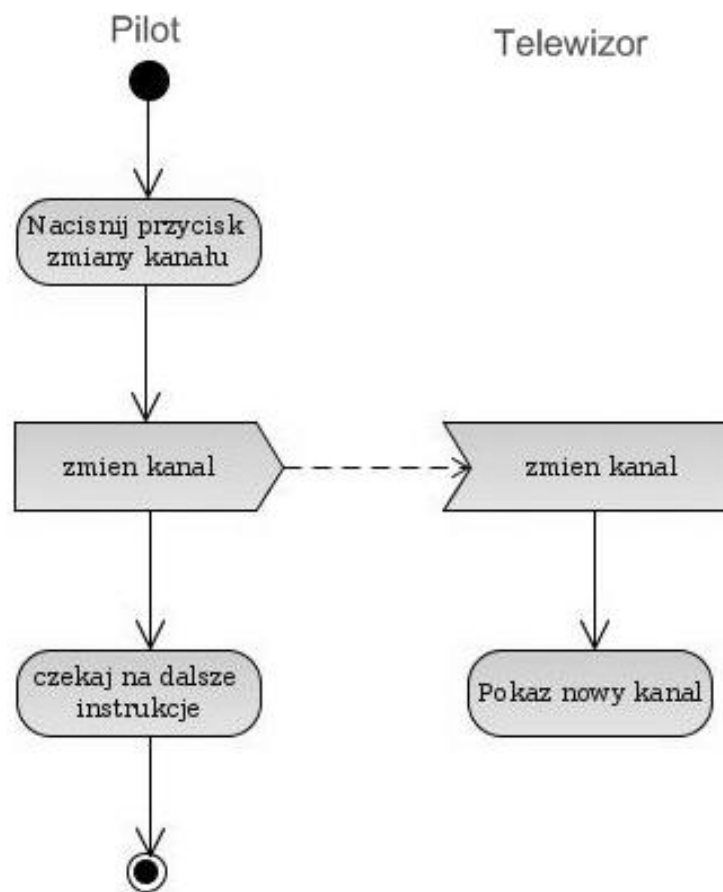 Pilot
Telewizor
Nacisnij przycisk
zmiany kanału
zmien kanal
zmien kanal
czekaj na dalsze
instrukcje
Pokaz nowy kanal